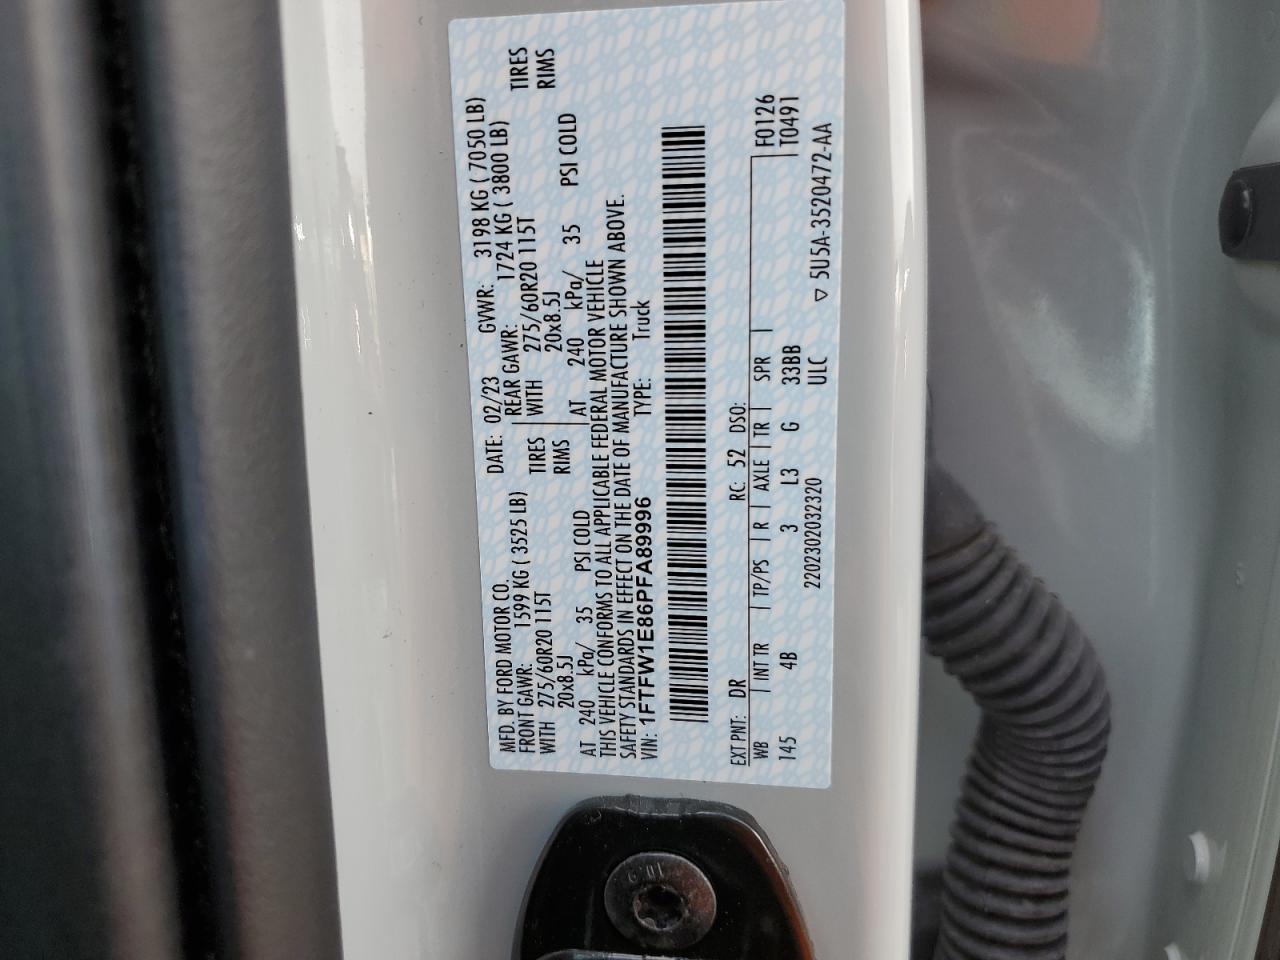 MFD. BY FORD MOTOR CO.
DATE: 02/23 GVWR: 3198 KG ( 7050 LB)
FRONT GAWR: 1599 KG ( 3525 LB)
REAR GAWR: 1724 KG ( 3800 LB)
WITH 275/60R20 115T TIRES
WITH 275/60R20 115T TIRES
20x8.5J RIMS
20x8.5J RIMS
AT 240 kPa/ 35 PSI COLD
AT 240 kPa/ 35 PSI COLD
THIS VEHICLE CONFORMS TO ALL APPLICABLE FEDERAL MOTOR VEHICLE
SAFETY STANDARDS IN EFFECT ON THE DATE OF MANUFACTURE SHOWN ABOVE.
VIN: 1FTFW1E86PFA89996 TYPE: Truck
EXT PNT: DR RC: 52 DSO: F0126
WB INT TR TP/PS R AXLE TR SPR T0491
145 4B 3 L3 G 33BB
2202302032320 ULC ▽ 5U5A-3520472-AA